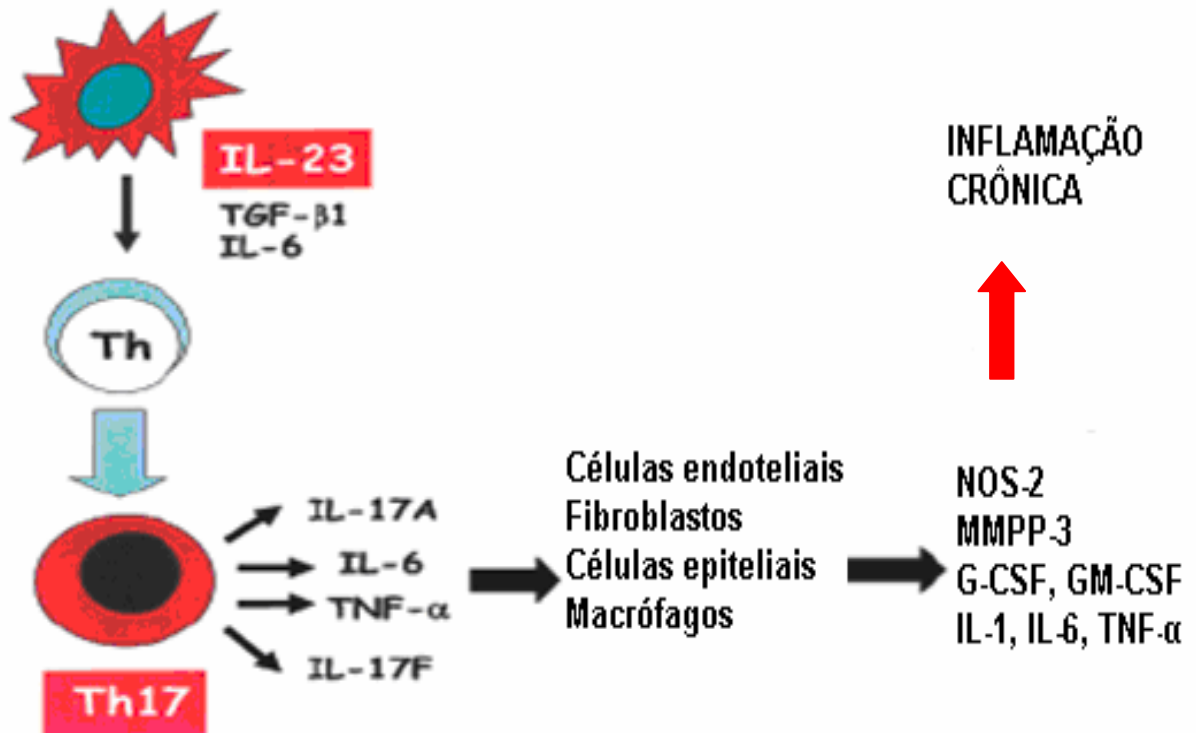 IL-23
TGF-β1
IL-6
Th
Th17
IL-17A
IL-6
TNF-α
IL-17F
Células endoteliais
Fibroblastos
Células epiteliais
Macrófagos
NOS-2
MMPP-3
G-CSF, GM-CSF
IL-1, IL-6, TNF-α
INFLAMAÇÃO
CRÔNICA